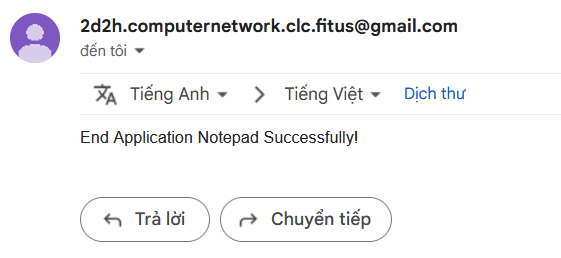 2d2h.computernetwork.clc.fitus@gmail.com
đến tôi
Tiếng Anh > Tiếng Việt Dịch thư
End Application Notepad Successfully!
Trả lời Chuyển tiếp